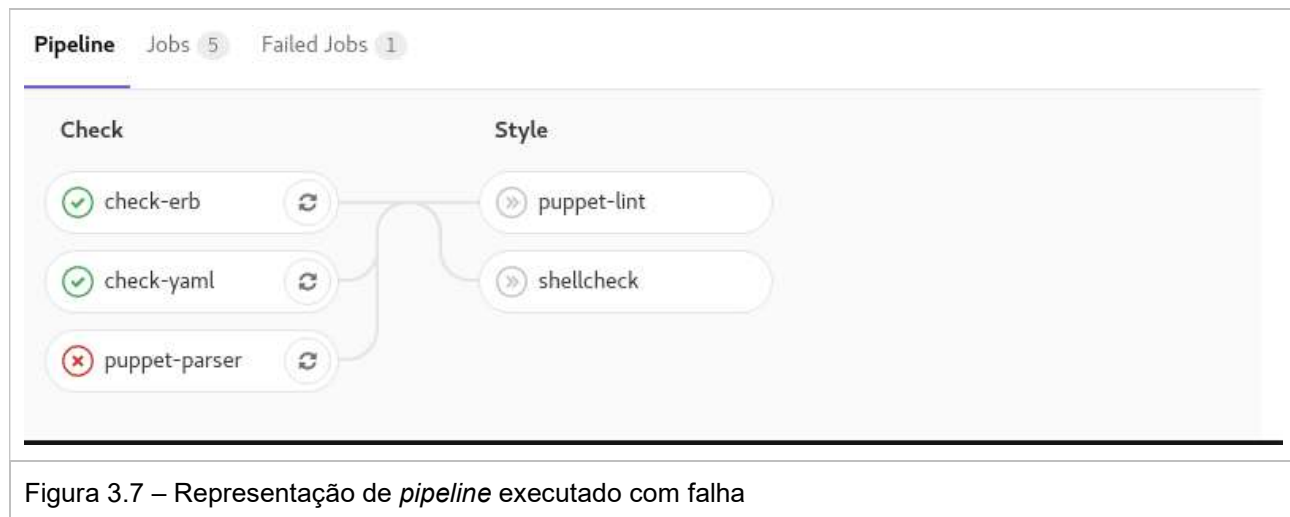 Pipeline Jobs 5 Failed Jobs 1
Check Style
check-erb puppet-lint
check-yaml shellcheck
puppet-parser
Figura 3.7 – Representação de pipeline executado com falha